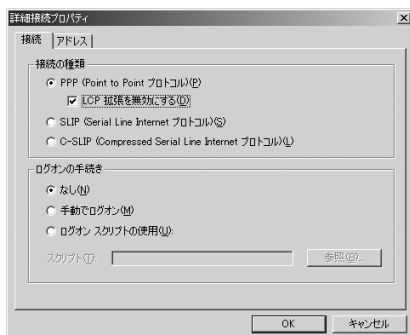 詳細接続プロパティ
接続
アドレス
接続の種類
PPP (Point to Point プロトコル)(P)
LCP 拡張を無効にする(D)
SLIP (Serial Line Internet プロトコル)(S)
C-SLIP (Compressed Serial Line Internet プロトコル)(L)
ログオンの手続き
なし(N)
手動でログオン(M)
ログオン スクリプトの使用(U):
スクリプト(T):
参照(B)...
OK
キャンセル